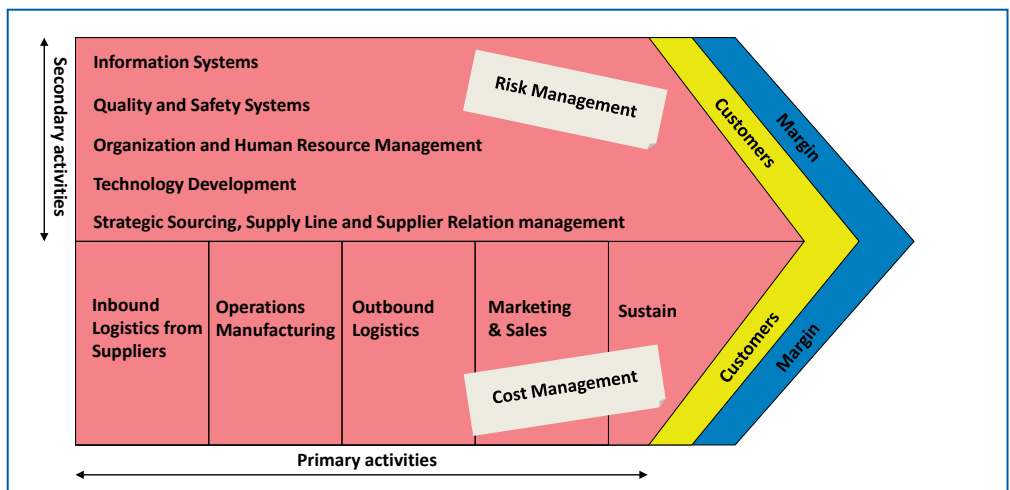 Secondary activities
Information Systems
Quality and Safety Systems
Organization and Human Resource Management
Technology Development
Strategic Sourcing, Supply Line and Supplier Relation management
Risk Management
Customers
Margin
Inbound
Logistics from
Suppliers
Operations
Manufacturing
Outbound
Logistics
Marketing
& Sales
Sustain
Cost Management
Customers
Margin
Primary activities